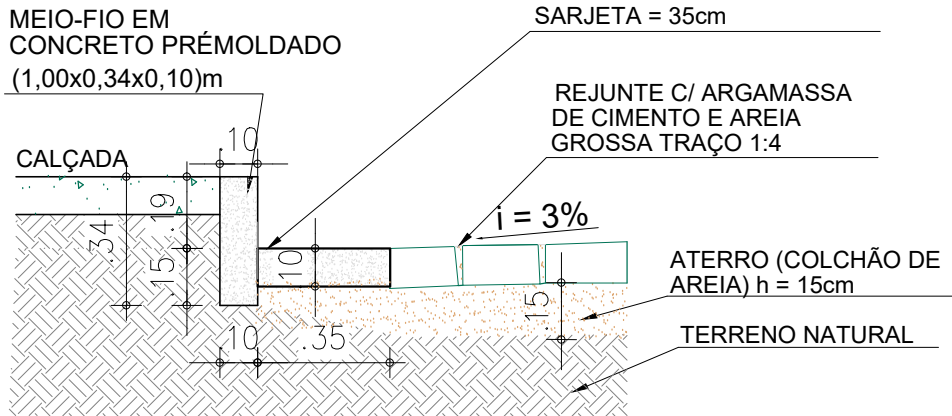 MEIO-FIO EM
CONCRETO PRÉMOLDADO
(1,00x0,34x0,10)m
SARJETA = 35cm
REJUNTE C/ ARGAMASSA
DE CIMENTO E AREIA
GROSSA TRAÇO 1:4
.10
CALÇADA
.19
.34
.15
.10
i = 3%
ATERRO (COLCHÃO DE
AREIA) h = 15cm
.15
.10
.35
TERRENO NATURAL